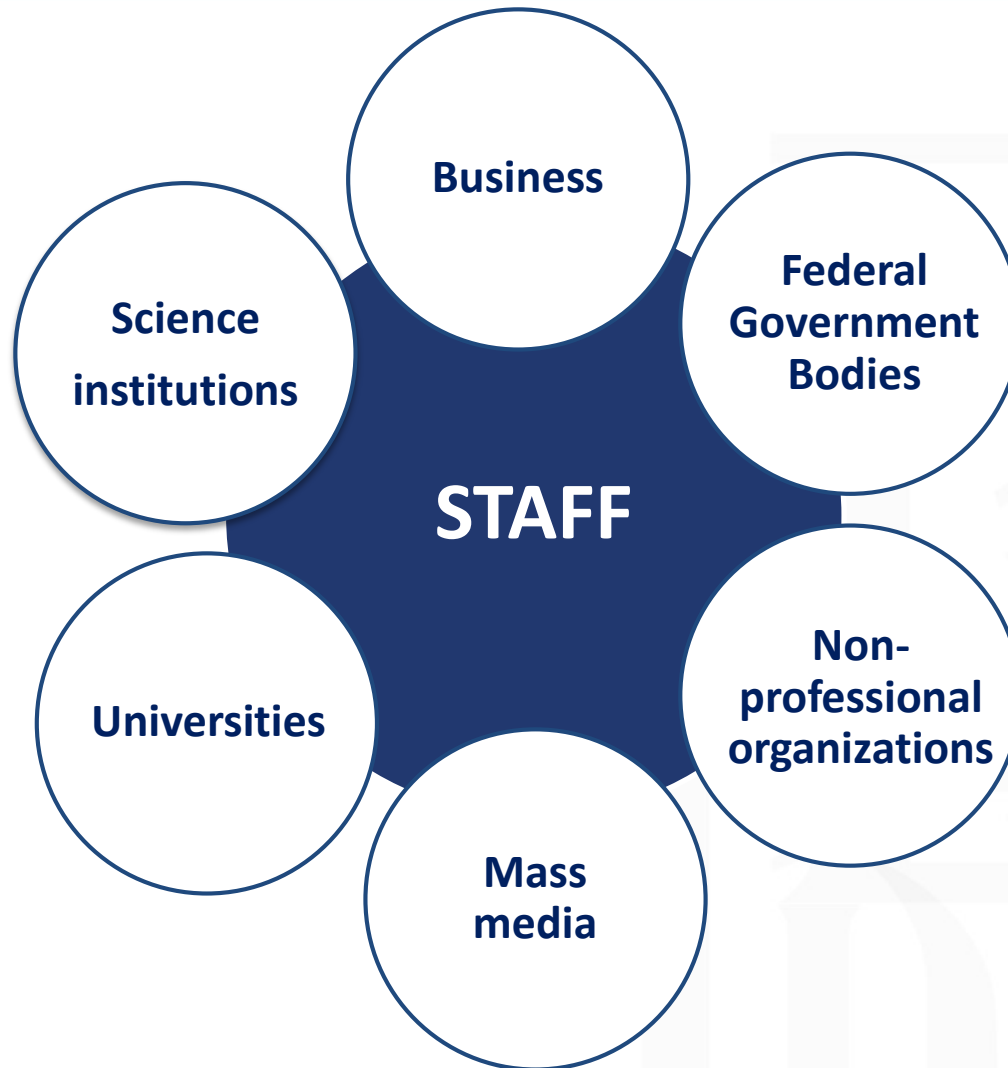 Business
Federal
Government
Bodies
Science
institutions
STAFF
Non-
professional
organizations
Universities
Mass
media